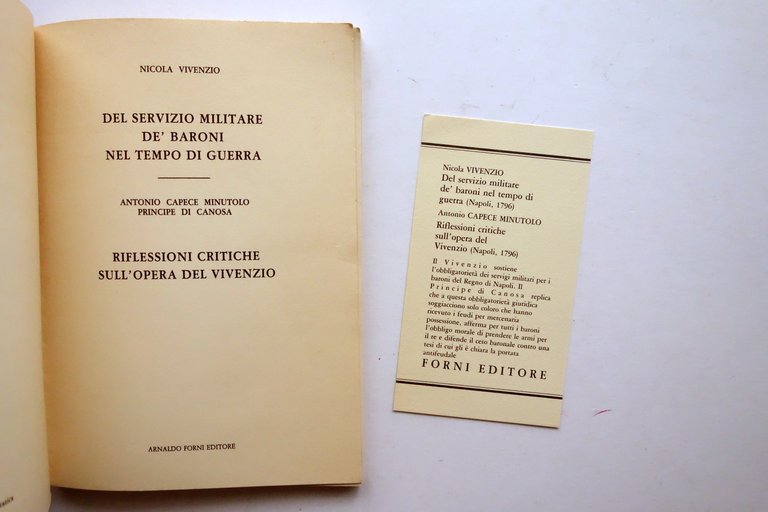 NICOLA VIVENZIO
DEL SERVIZIO MILITARE
DE' BARONI
NEL TEMPO DI GUERRA
ANTONIO CAPECE MINUTOLO
PRINCIPE DI CANOSA
RIFLESSIONI CRITICHE
SULL'OPERA DEL VIVENZIO
ARNALDO FORNI EDITORE
Nicola VIVENZIO
Del servizio militare
de' baroni nel tempo di
guerra (Napoli, 1796)
Antonio CAPECE MINUTOLO
Riflessioni critiche
sull'opera del
Vivenzio (Napoli, 1796)
Il Vivenzio sostiene
l'obbligatorietà dei servigi militari per i
baroni del Regno di Napoli. Il
Principe di Canosa replica
che a questa obbligatorietà giuridica
soggiacciono solo coloro che hanno
ricevuto i feudi per mercenaria
possessione, afferma per tutti i baroni
l'obbligo morale di prendere le armi per
il re e difende il ceto baronale contro una
tesi di cui gli è chiara la portata
antifeudale
FORNI EDITORE